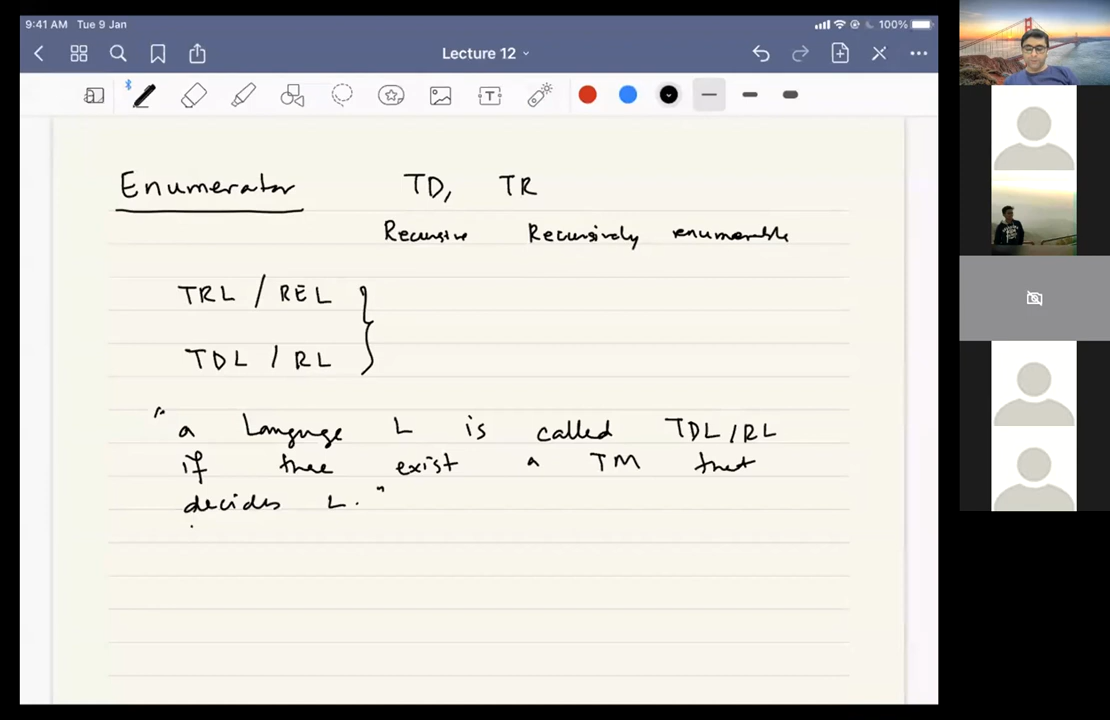 9:41 AM Tue 9 Jan
100%
Lecture 12
Enumerator TD, TR
Recursive Recursively enumerable
TRL / REL
TDL / RL
"a Language L is called TDL/RL
if there exist a TM that
decides L."